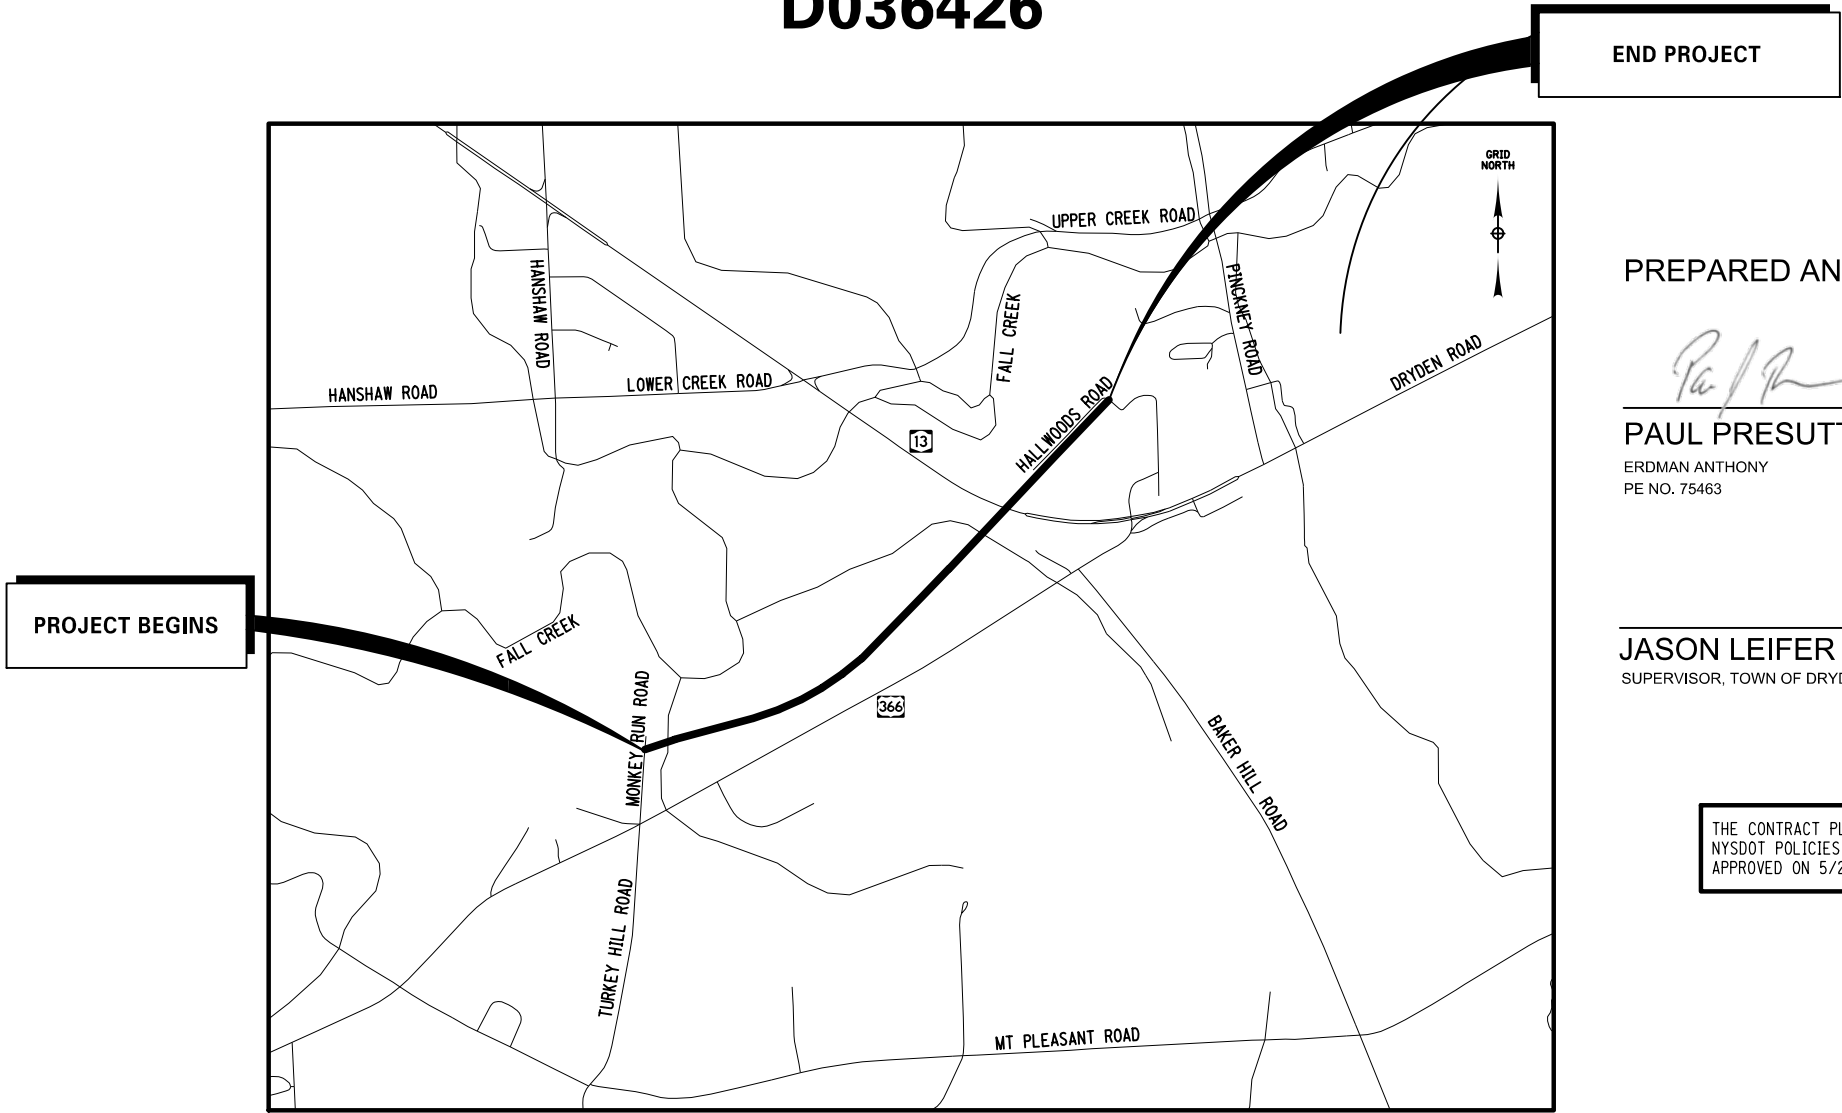 D036426
END PROJECT
GRID
NORTH
UPPER CREEK ROAD
HANSHAW ROAD
PINCKNEY ROAD
FALL CREEK
DRYDEN ROAD
HANSHAW ROAD
LOWER CREEK ROAD
HALLWOODS ROAD
13
PROJECT BEGINS
FALL CREEK
MONKEY RUN ROAD
366
BAKER HILL ROAD
TURKEY HILL ROAD
MT PLEASANT ROAD
PREPARED AN
PAUL PRESUT
ERDMAN ANTHONY
PE NO. 75463
JASON LEIFER
SUPERVISOR, TOWN OF DRY
THE CONTRACT PL
NYSDOT POLICIES
APPROVED ON 5/2